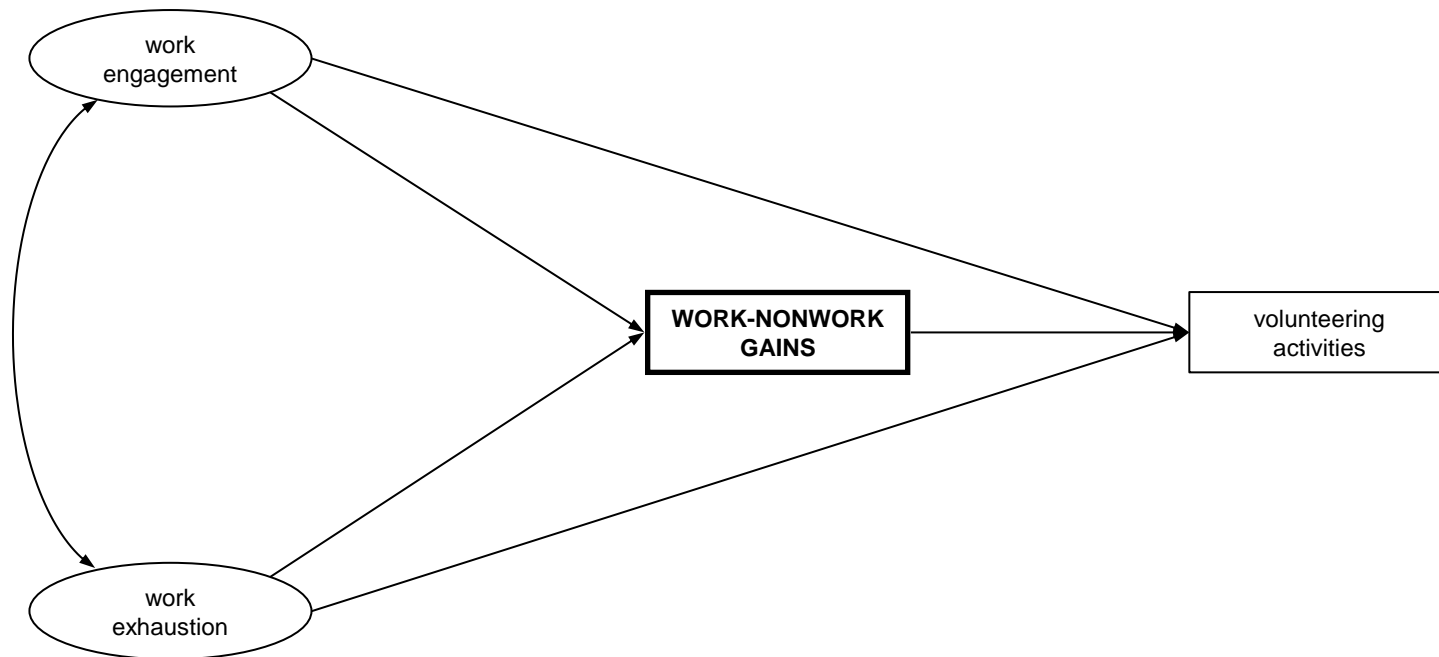 work
engagement
WORK-NONWORK
GAINS
volunteering
activities
work
exhaustion